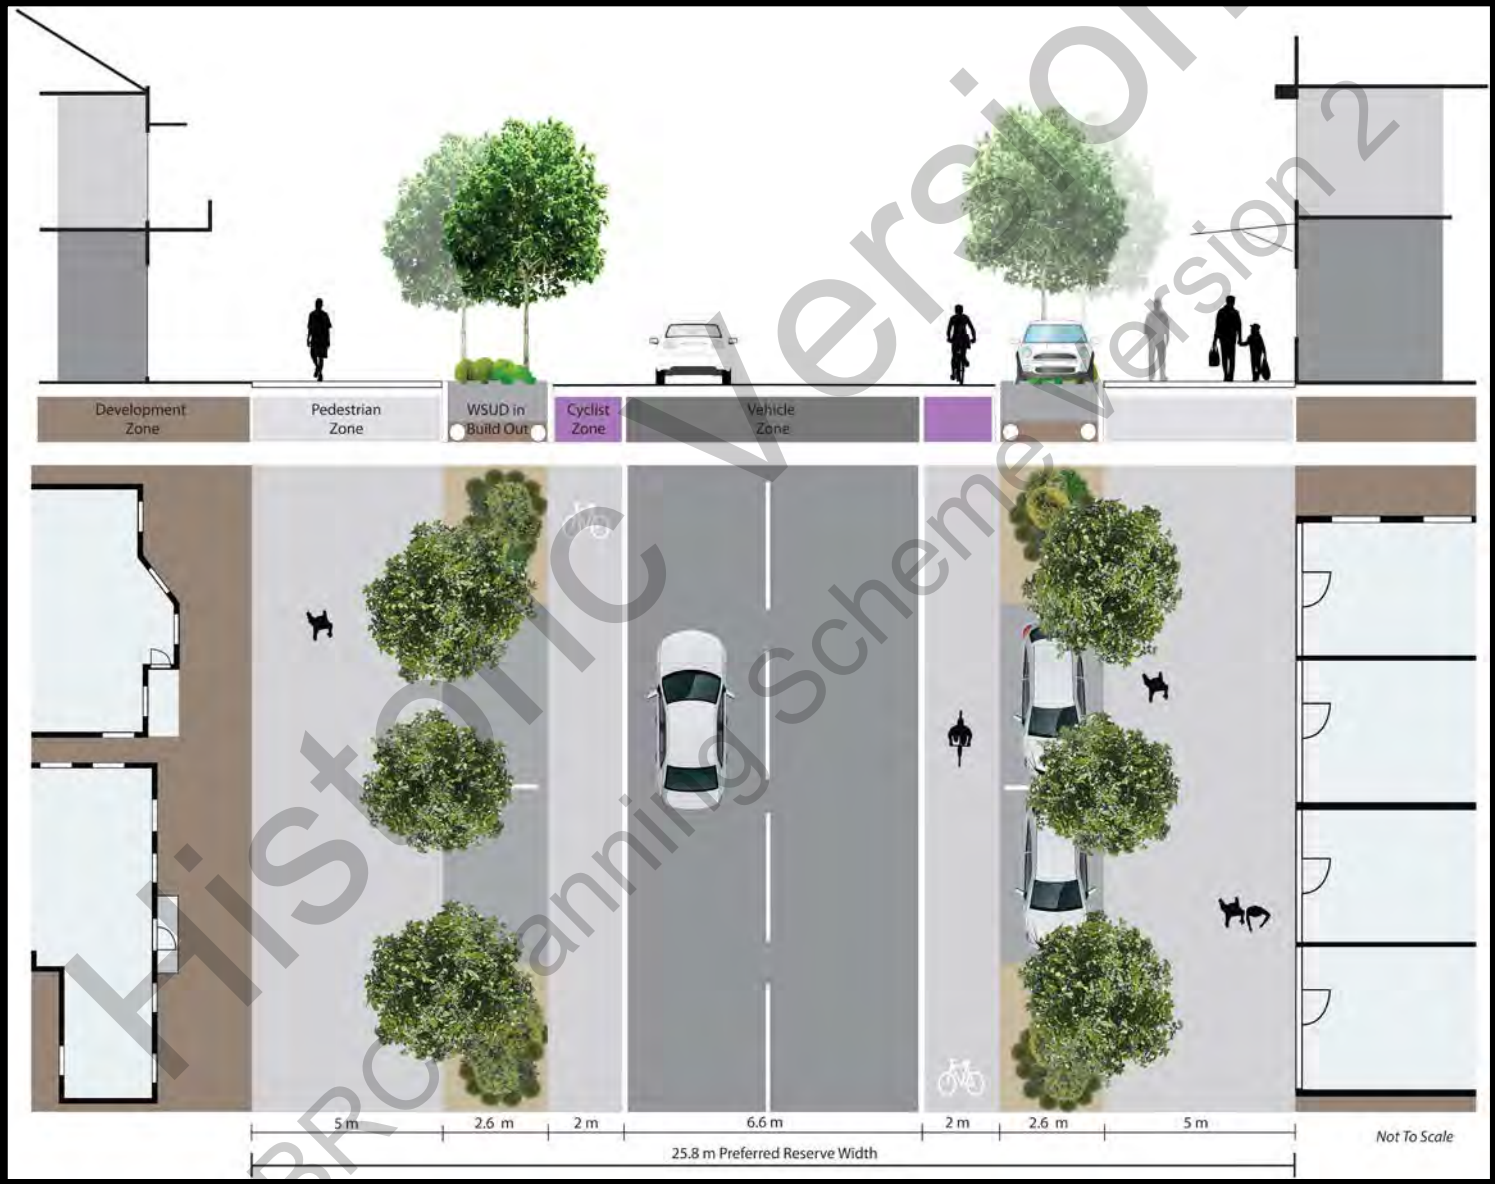 Development
Zone
Pedestrian
Zone
WSUD in
Build Out
Cyclist
Zone
Vehicle
Zone
5 m
2.6 m
2 m
6.6 m
2 m
2.6 m
5 m
25.8 m Preferred Reserve Width
Not To Scale
Historic Version
Planning Scheme Version 2